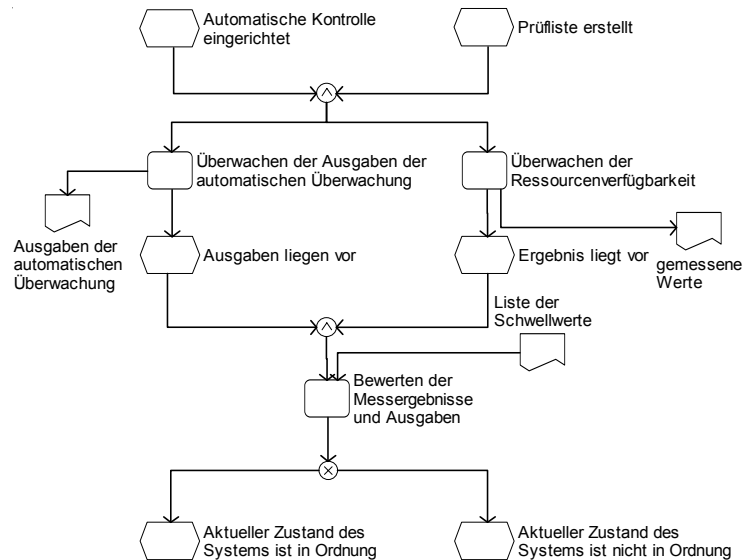 Automatische Kontrolle
eingerichtet
Prüfliste erstellt
Überwachen der Ausgaben der
automatischen Überwachung
Überwachen der
Ressourcenverfügbarkeit
Ausgaben der
automatischen
Überwachung
Ausgaben liegen vor
Ergebnis liegt vor
gemessene
Werte
Liste der
Schwellwerte
Bewerten der
Messergebnisse
und Ausgaben
Aktueller Zustand des
Systems ist in Ordnung
Aktueller Zustand des
Systems ist nicht in Ordnung